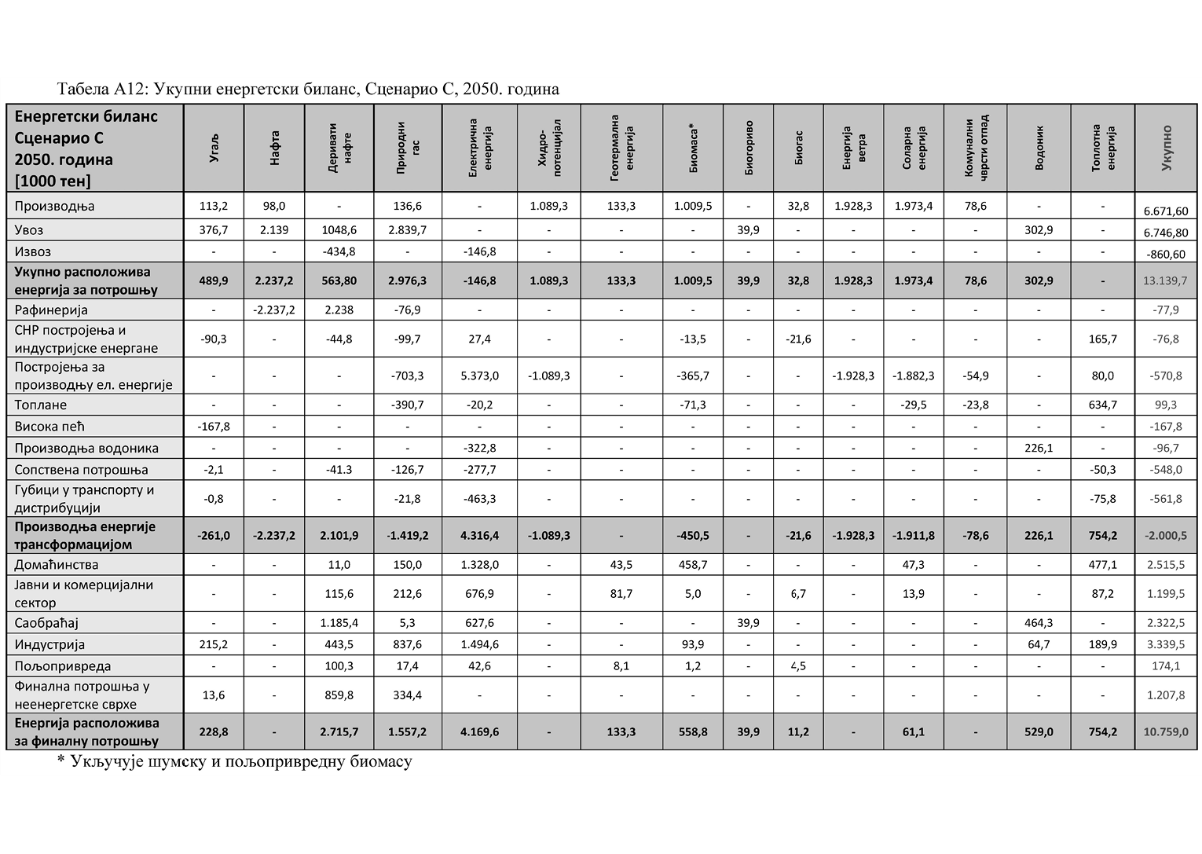 Табела А12: Укупни енергетски биланс, Сценарио С, 2050. година
Енергетски биланс Сценарио С 2050. година [1000 тен] Угаљ Нафта Деривати нафте Природни гас Електрична енергија Хидро-потенцијал Геотермална енергија Биомаса* Биогориво Биогас Енергија ветра Соларна енергија Комунални чврсти отпад Водоник Топлотна енергија Укупно
Производња 113,2 98,0 - 136,6 1.089,3 133,3 1.009,5 - 32,8 1.928,3 1.973,4 78,6 - - 6.671,60
Увоз 376,7 2.139 1048,6 2.839,7 - - - - 39,9 - - - 302,9 - 6.746,80
Извоз - - -434,8 - -146,8 - - - - - - - - - - -860,60
Укупно расположива енергија за потрошњу 489,9 2.237,2 563,80 2.976,3 -146,8 1.089,3 133,3 1.009,5 39,9 32,8 1.928,3 1.973,4 78,6 302,9 - 13.139,7
Рафинерија - -2.237,2 2.238 -76,9 - - - - - - - - - - - -77,9
СНР постројења и индустријске енергане -90,3 - -44,8 -99,7 27,4 - - -13,5 - -21,6 - - - - 165,7 -76,8
Постројења за производњу ел. енергије - - - -703,3 5.373,0 -1.089,3 - -365,7 - - -1.928,3 -1.882,3 -54,9 - 80,0 -570,8
Топлане - - - -390,7 -20,2 - - -71,3 - - - -29,5 -23,8 - 634,7 99,3
Висока пећ -167,8 - - - - - - - - - - - - - - -167,8
Производња водоника - - - - -322,8 - - - - - - - - 226,1 - -96,7
Сопствена потрошња -2,1 - -41.3 -126,7 -277,7 - - - - - - - - - -50,3 -548,0
Губици у транспорту и дистрибуцији -0,8 - - -21,8 -463,3 - - - - - - - - - -75,8 -561,8
Производња енергије трансформацијом -261,0 -2.237,2 2.101,9 -1.419,2 4.316,4 -1.089,3 - -450,5 - -21,6 -1.928,3 -1.911,8 -78,6 226,1 754,2 -2.000,5
Домаћинства - - 11,0 150,0 1.328,0 - 43,5 458,7 - - - 47,3 - - 477,1 2.515,5
Јавни и комерцијални сектор - - 115,6 212,6 676,9 - 81,7 5,0 - 6,7 - 13,9 - - 87,2 1.199,5
Саобраћај - - 1.185,4 5,3 627,6 - - - 39,9 - - - - 464,3 - 2.322,5
Индустрија 215,2 - 443,5 837,6 1.494,6 - - 93,9 - - - - - 64,7 189,9 3.339,5
Пољопривреда - - 100,3 17,4 42,6 - 8,1 1,2 - 4,5 - - - - - 174,1
Финална потрошња у неенергетске сврхе 13,6 - 859,8 334,4 - - - - - - - - - - - 1.207,8
Енергија расположива за финалну потрошњу 228,8 - 2.715,7 1.557,2 4.169,6 - 133,3 558,8 39,9 11,2 - 61,1 - 529,0 754,2 10.759,0
* Укључује шумску и пољопривредну биомасу